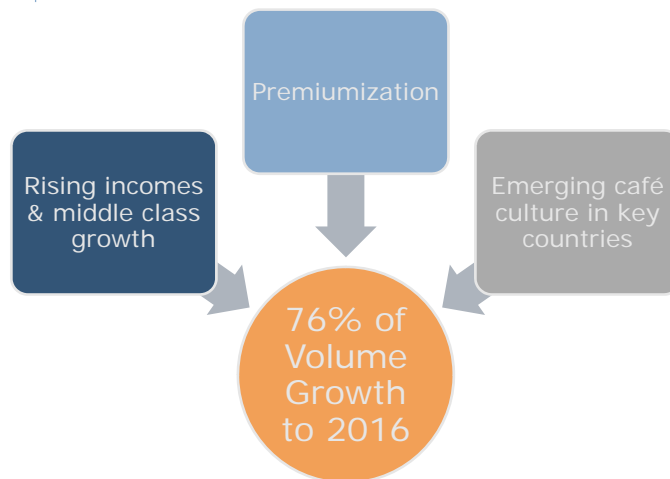 Premiumization
Rising incomes
& middle class
growth
Emerging café
culture in key
countries
76% of
Volume
Growth
to 2016